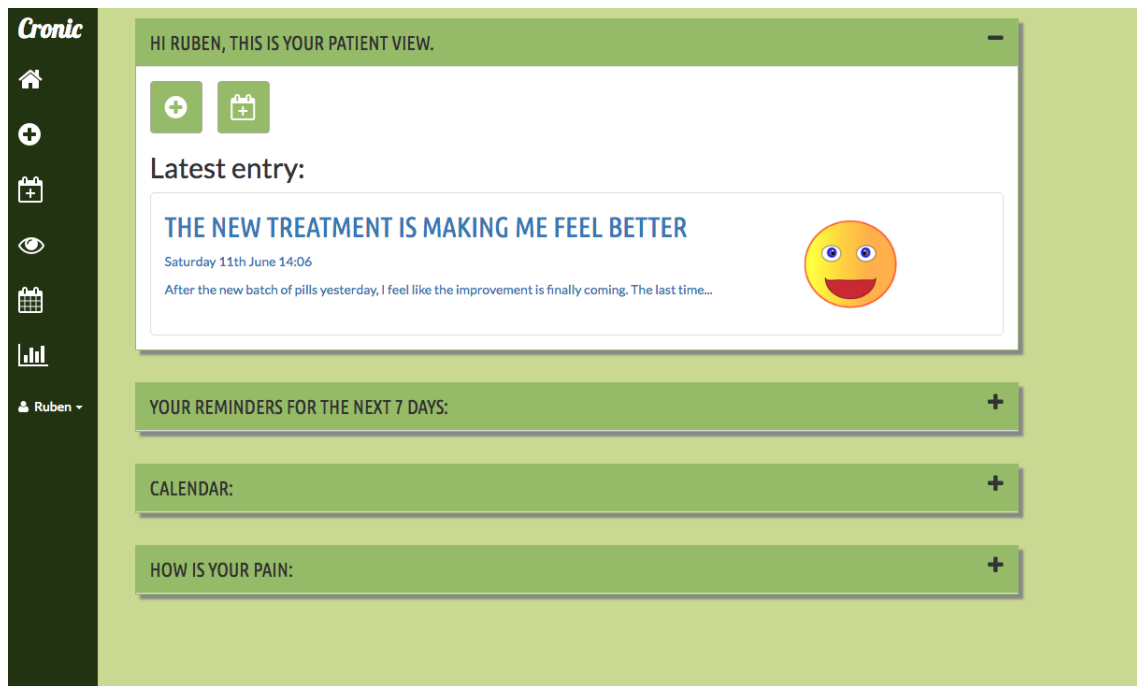 Cronic
Ruben
HI RUBEN, THIS IS YOUR PATIENT VIEW.
Latest entry:
THE NEW TREATMENT IS MAKING ME FEEL BETTER
Saturday 11th June 14:06
After the new batch of pills yesterday, I feel like the improvement is finally coming. The last time...
YOUR REMINDERS FOR THE NEXT 7 DAYS:
CALENDAR:
HOW IS YOUR PAIN: